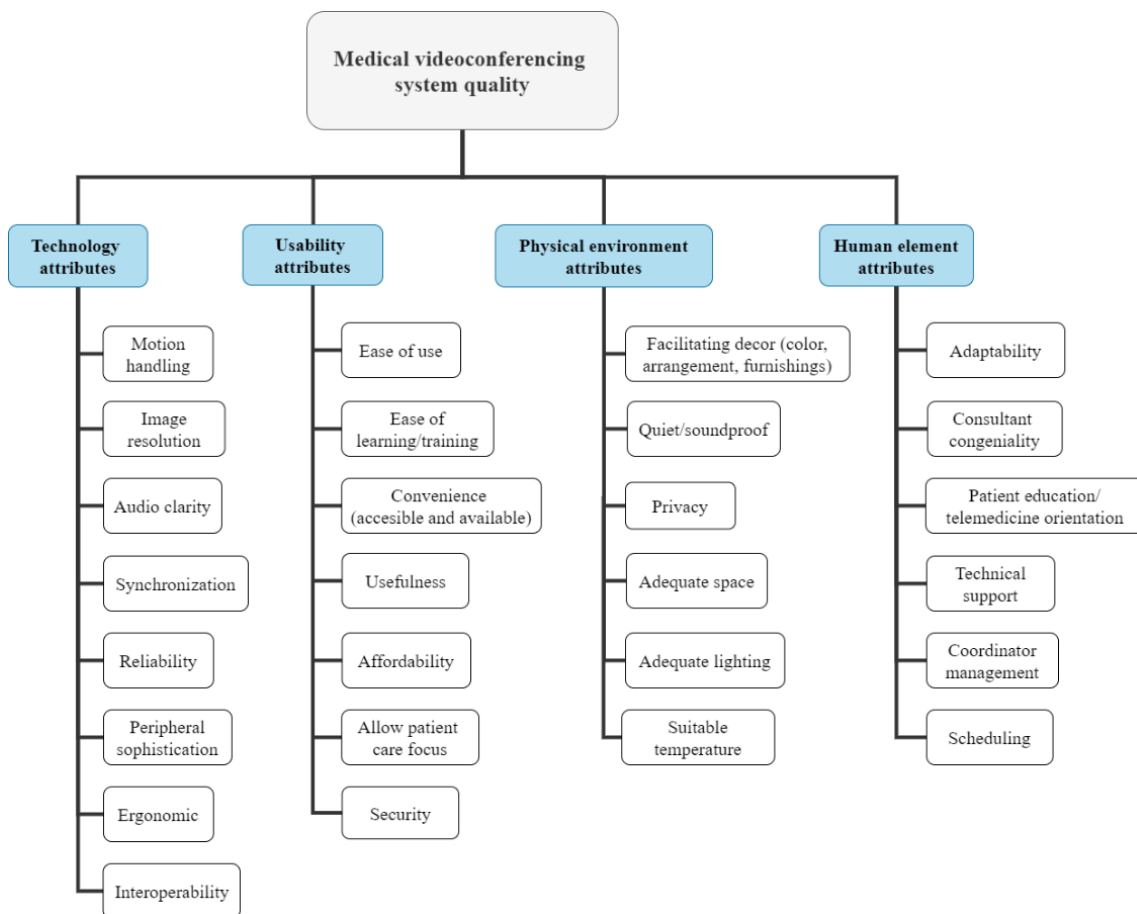 Medical videoconferencing
system quality
Technology
attributes
Motion
handling
Image
resolution
Audio clarity
Synchronization
Reliability
Peripheral
sophistication
Ergonomic
Interoperability
Usability
attributes
Ease of use
Ease of
learning/training
Convenience
(accesible and available)
Usefulness
Affordability
Allow patient
care focus
Security
Physical environment
attributes
Facilitating decor (color,
arrangement, furnishings)
Quiet/soundproof
Privacy
Adequate space
Adequate lighting
Suitable
temperature
Human element
attributes
Adaptability
Consultant
congeniality
Patient education/
telemedicine orientation
Technical
support
Coordinator
management
Scheduling